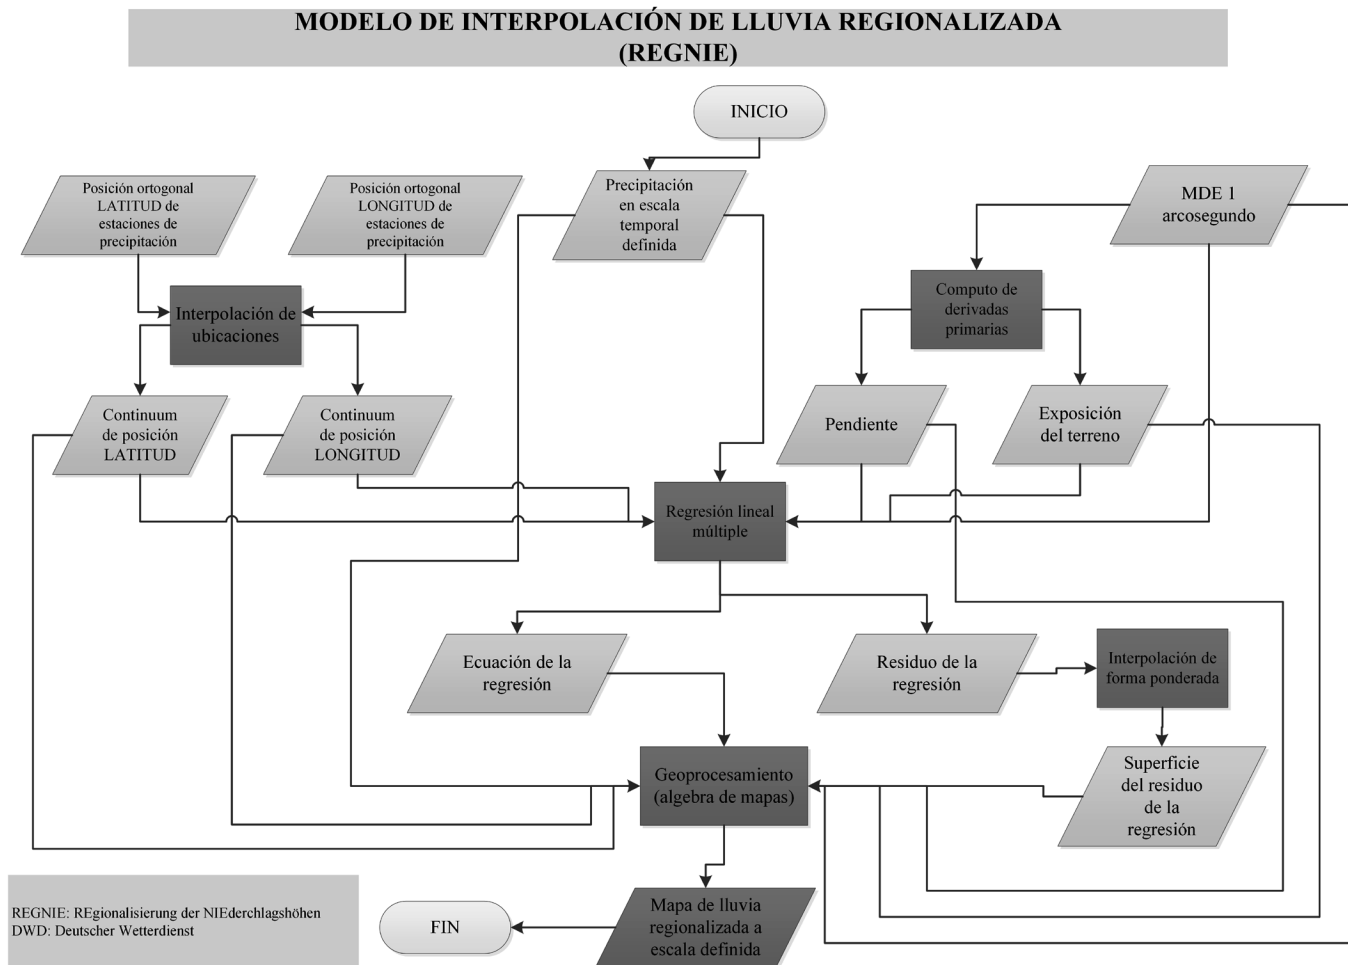 MODELO DE INTERPOLACIÓN DE LLUVIA REGIONALIZADA
(REGNIE)
INICIO
Posición ortogonal
LATITUD de
estaciones de
precipitación
Posición ortogonal
LONGITUD de
estaciones de
precipitación
Precipitación
en escala
temporal
definida
MDE 1
arcosegundo
Interpolación de
ubicaciones
Computo de
derivadas
primarias
Continuum
de posición
LATITUD
Continuum
de posición
LONGITUD
Pendiente
Exposición
del terreno
Regresión lineal
múltiple
Ecuación de la
regresión
Residuo de la
regresión
Interpolación de
forma ponderada
Geoprocesamiento
(algebra de mapas)
Superficie
del residuo
de la
regresión
Mapa de lluvia
regionalizada a
escala definida
FIN
REGNIE: REgionalisierung der NIEderchlagshöhen
DWD: Deutscher Wetterdienst